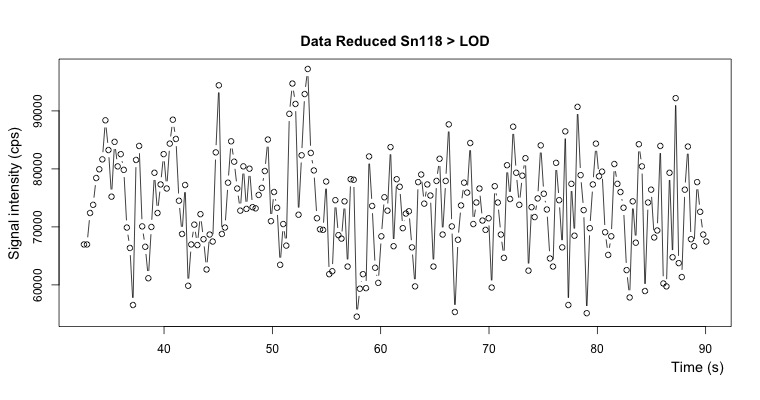 Data Reduced Sn118 > LOD
Signal intensity (cps)
90000
80000
70000
60000
40 50 60 70 80 90
Time (s)